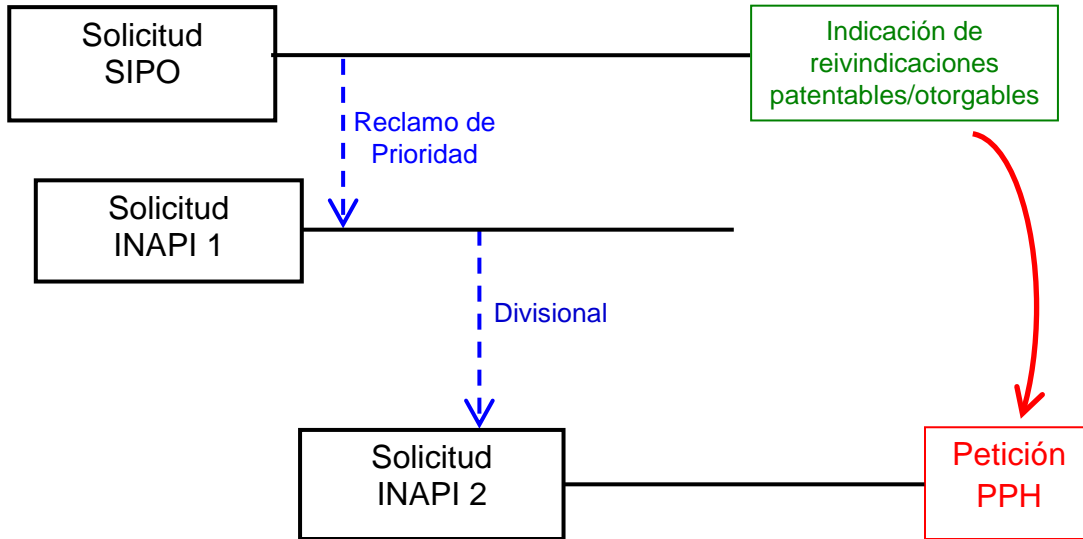 Solicitud
SIPO
Indicación de
reivindicaciones
patentables/otorgables
Reclamo de
Prioridad
Solicitud
INAPI 1
Divisional
Solicitud
INAPI 2
Petición
PPH